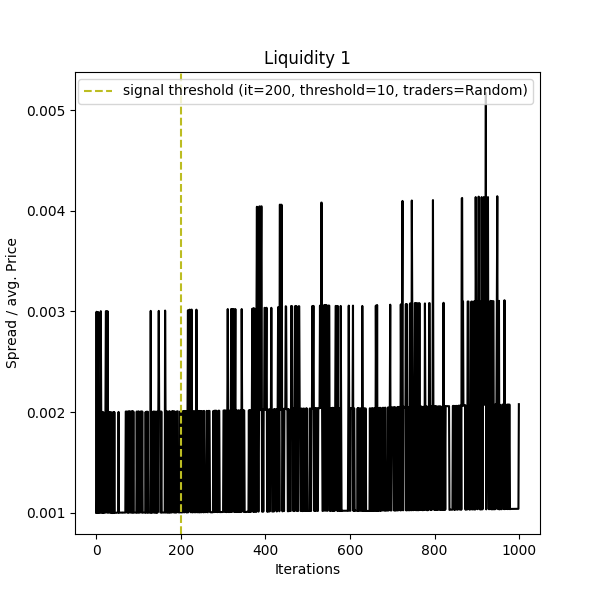 Liquidity 1
signal threshold (it=200, threshold=10, traders=Random)
0.005
0.004
0.003
0.002
0.001
Spread / avg. Price
0 200 400 600 800 1000
Iterations